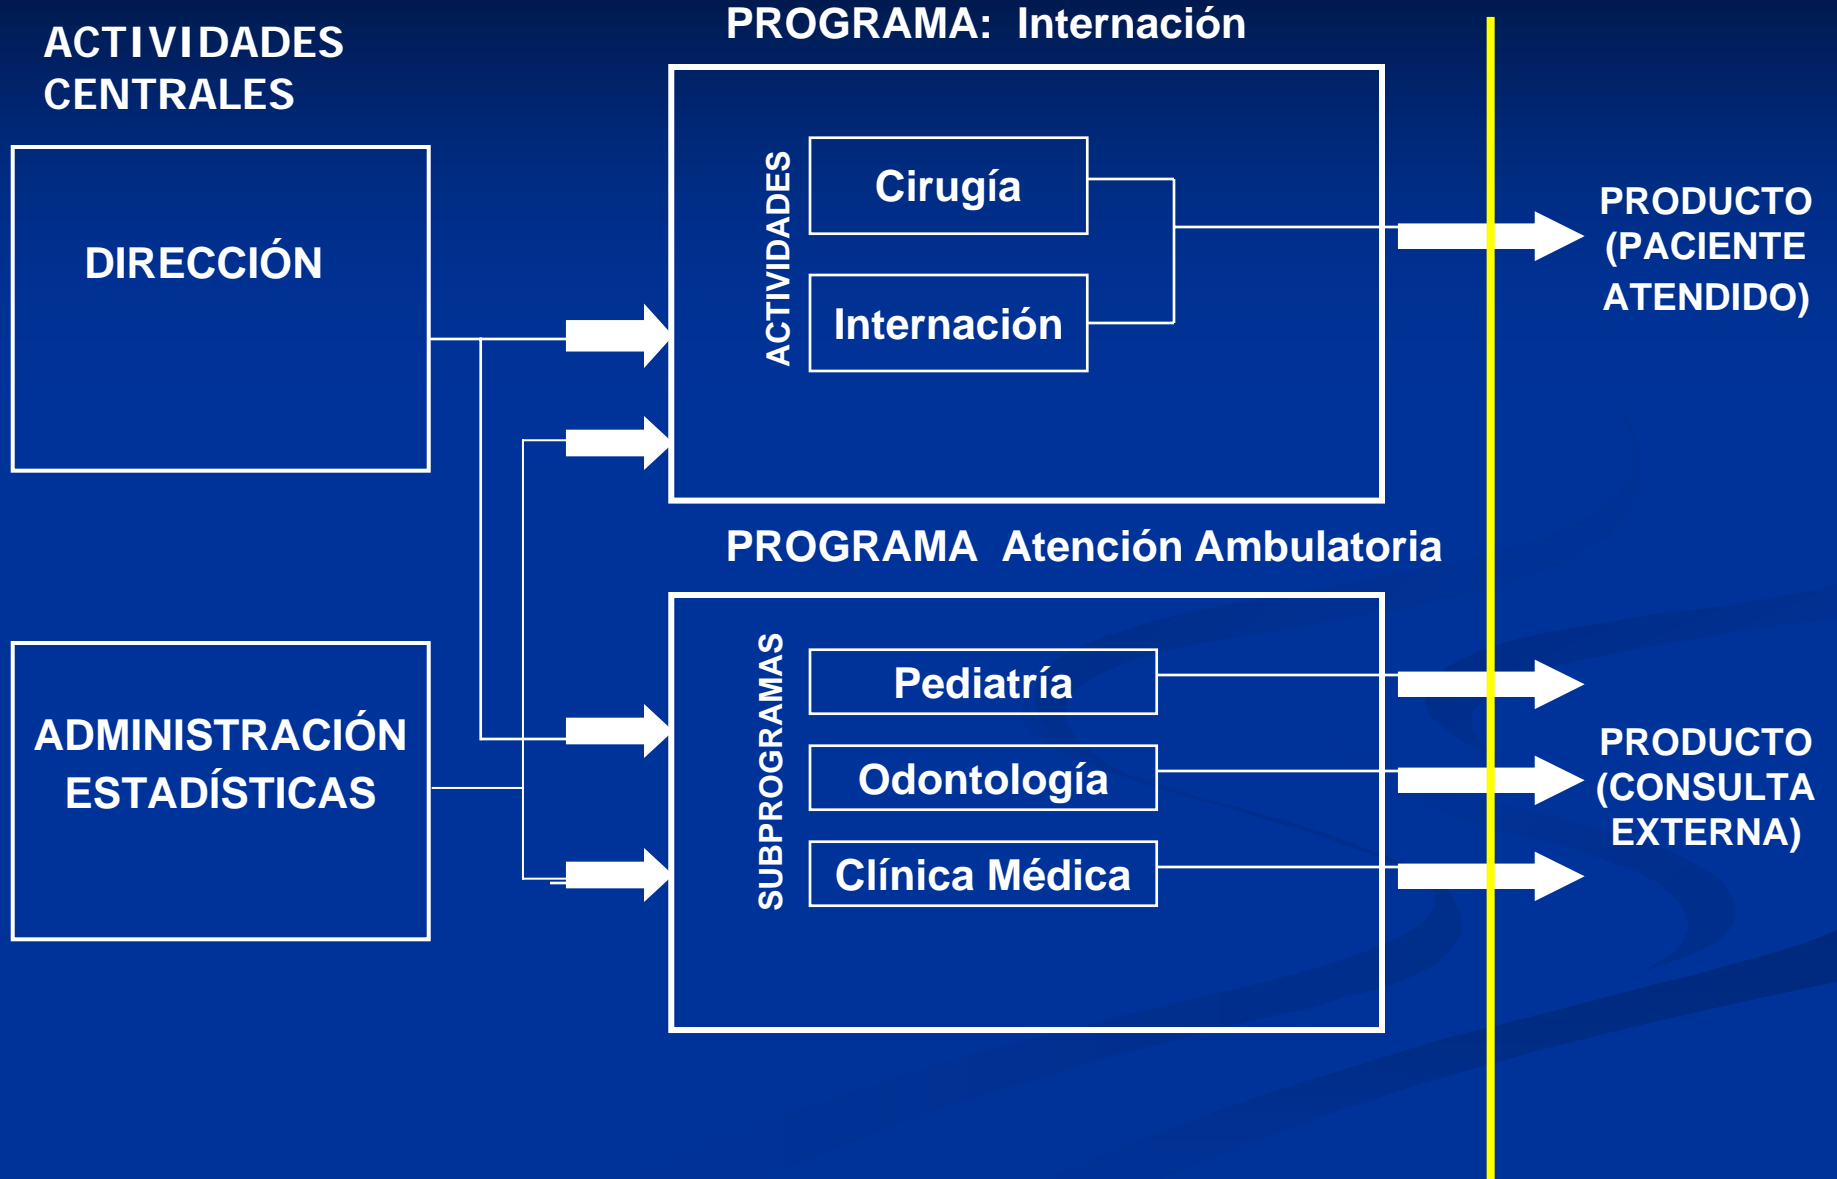 ACTIVIDADES
CENTRALES
DIRECCIÓN
ADMINISTRACIÓN
ESTADÍSTICAS
PROGRAMA: Internación
ACTIVIDADES
Cirugía
Internación
PROGRAMA Atención Ambulatoria
SUBPROGRAMAS
Pediatría
Odontología
Clínica Médica
PRODUCTO
(PACIENTE
ATENDIDO)
PRODUCTO
(CONSULTA
EXTERNA)